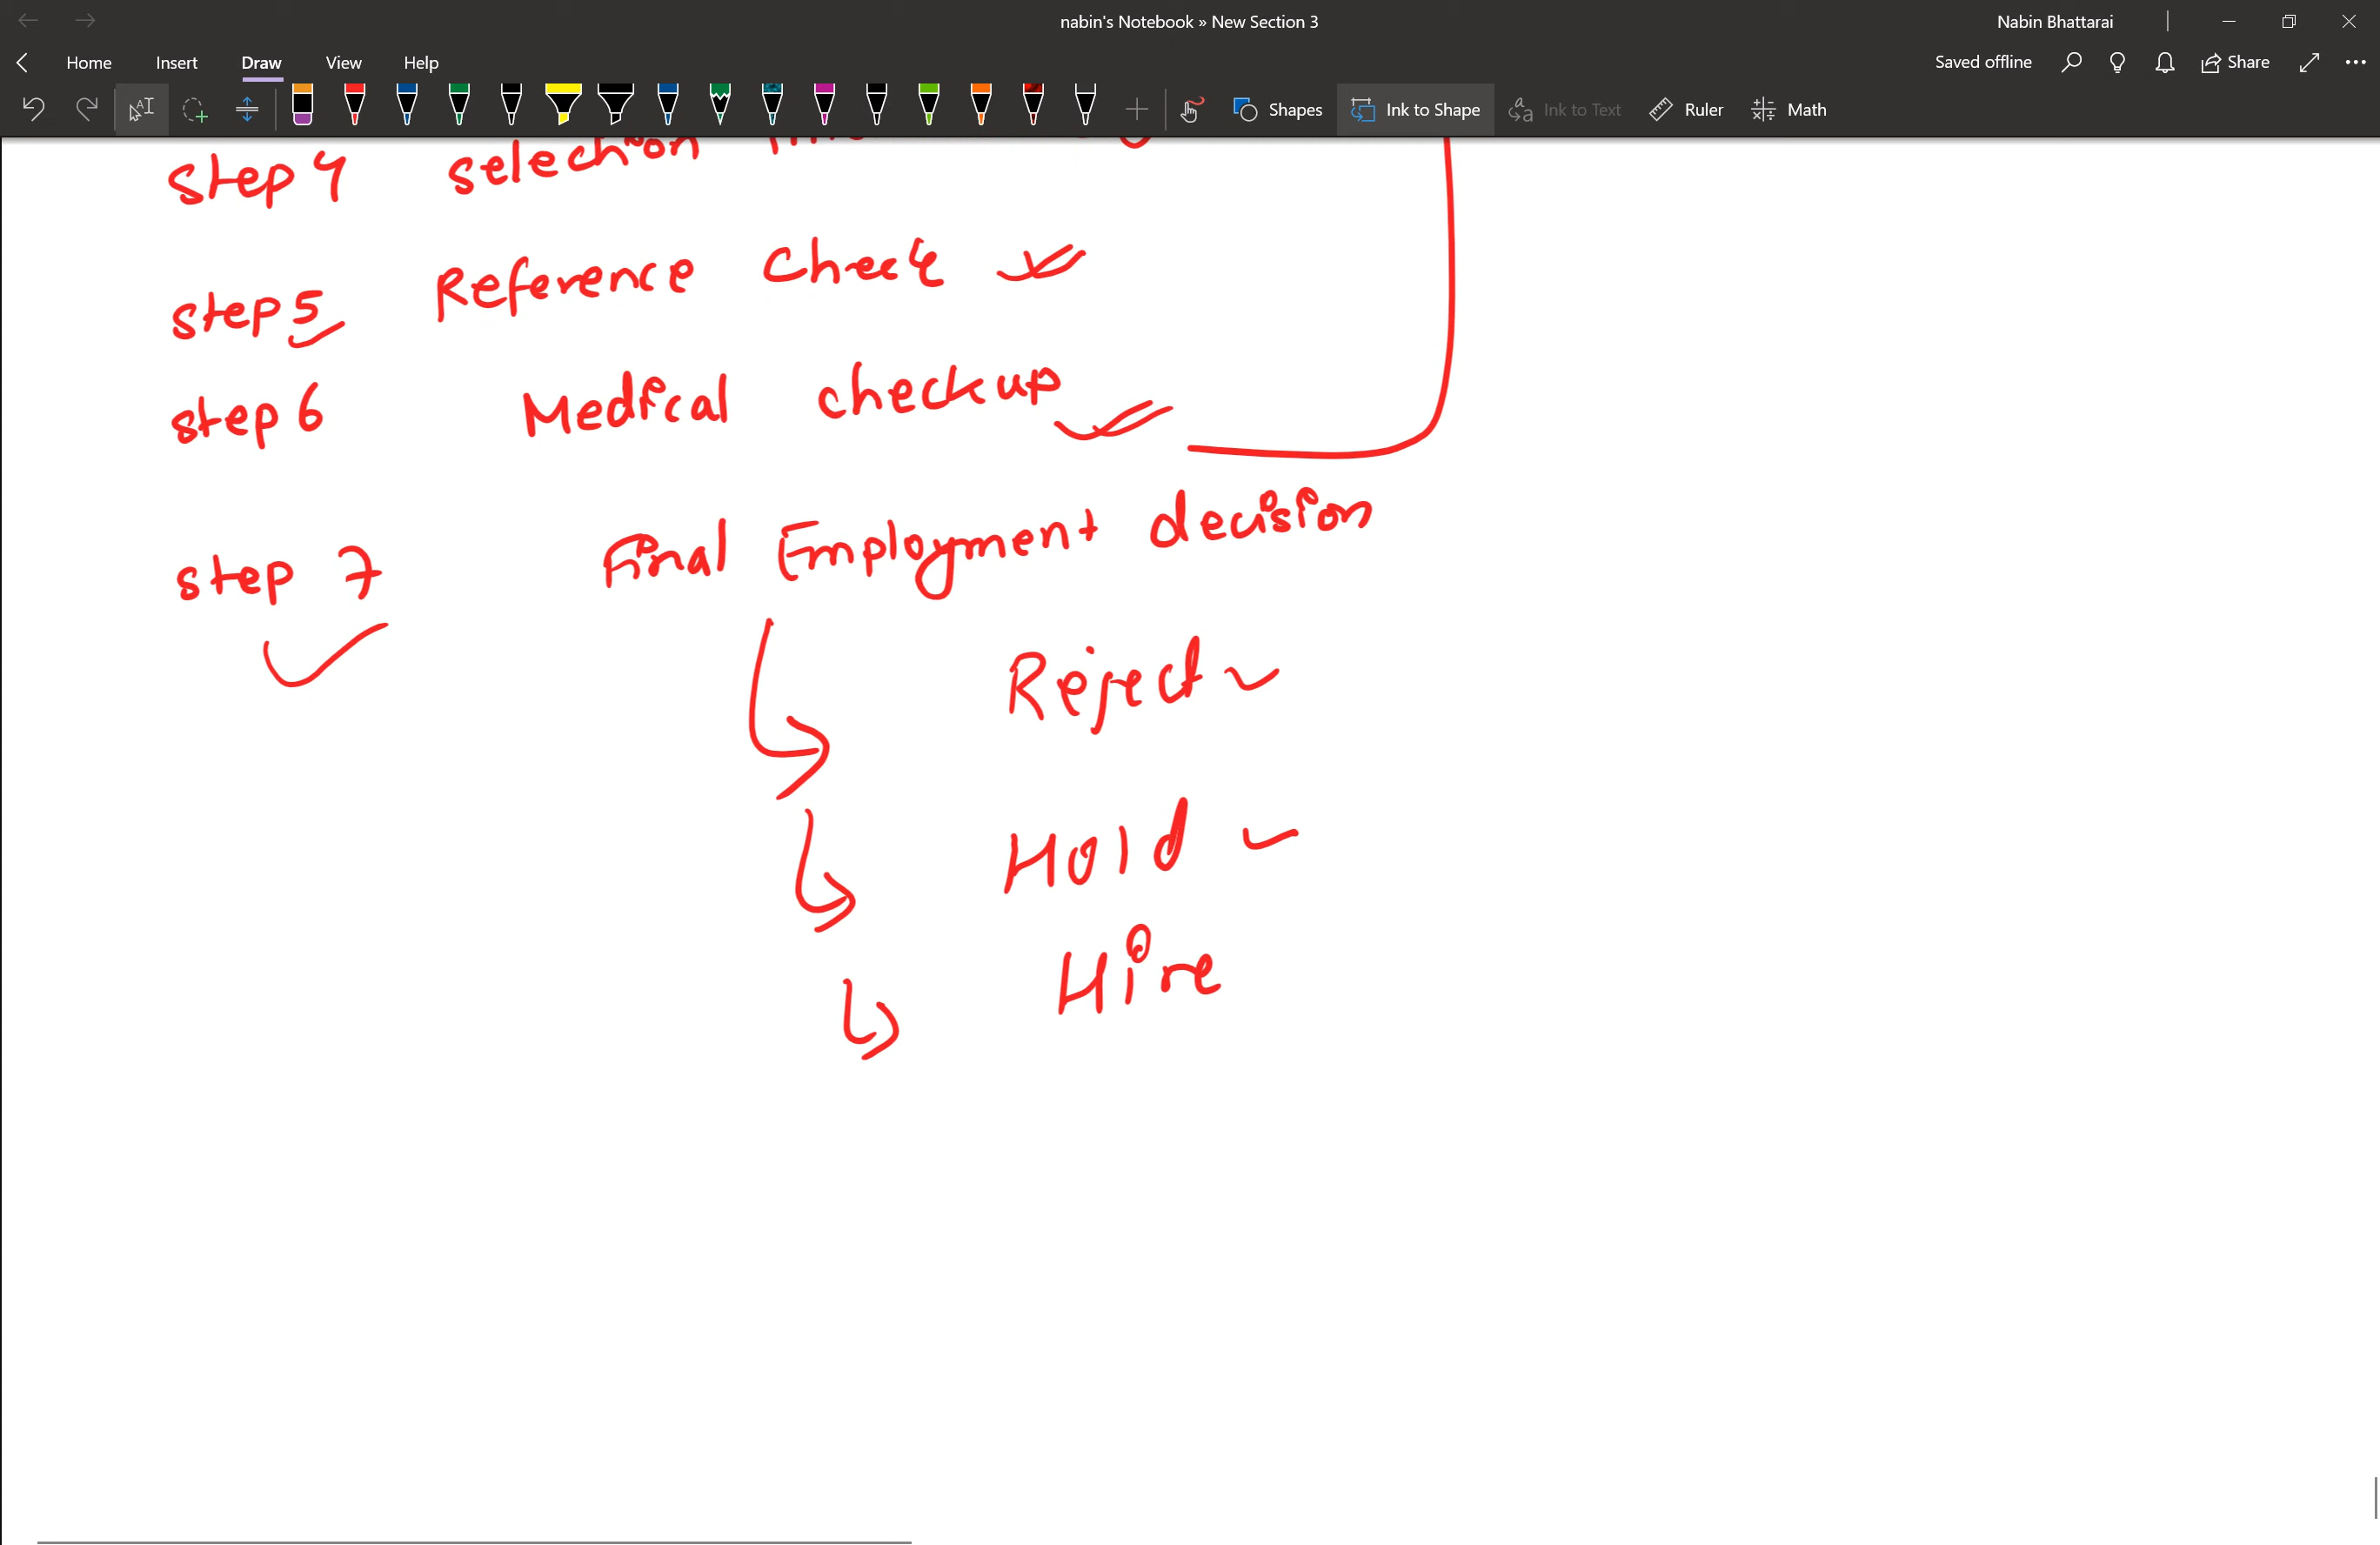 nabin's Notebook » New Section 3
Nabin Bhattarai
Home Insert Draw View Help
Saved offline
Share
Shapes Ink to Shape Ink to Text Ruler Math
step 4 selection
step 5 Reference Check
step 6 Medical checkup
step 7 Final Employment decision
Reject
Hold
Hire